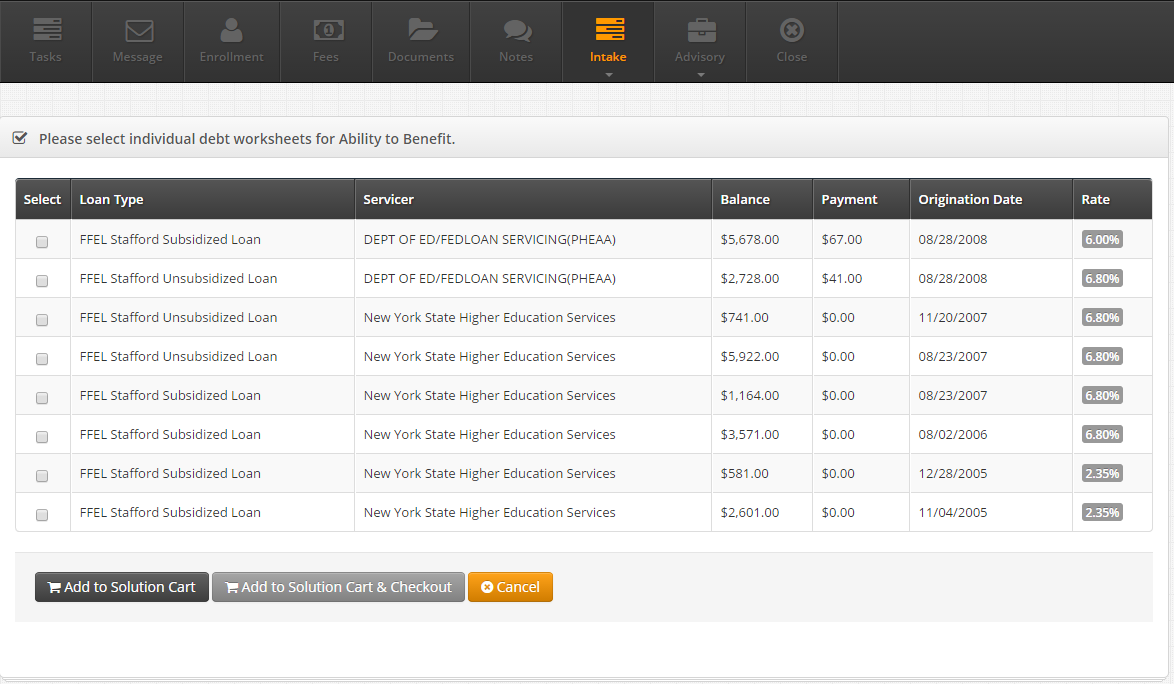 Tasks Message Enrollment Fees Documents Notes Intake Advisory Close
Please select individual debt worksheets for Ability to Benefit.
Select Loan Type Servicer Balance Payment Origination Date Rate
FFEL Stafford Subsidized Loan DEPT OF ED/FEDLOAN SERVICING(PHEAA) $5,678.00 $67.00 08/28/2008 6.00%
FFEL Stafford Unsubsidized Loan DEPT OF ED/FEDLOAN SERVICING(PHEAA) $2,728.00 $41.00 08/28/2008 6.80%
FFEL Stafford Unsubsidized Loan New York State Higher Education Services $741.00 $0.00 11/20/2007 6.80%
FFEL Stafford Unsubsidized Loan New York State Higher Education Services $5,922.00 $0.00 08/23/2007 6.80%
FFEL Stafford Subsidized Loan New York State Higher Education Services $1,164.00 $0.00 08/23/2007 6.80%
FFEL Stafford Subsidized Loan New York State Higher Education Services $3,571.00 $0.00 08/02/2006 6.80%
FFEL Stafford Subsidized Loan New York State Higher Education Services $581.00 $0.00 12/28/2005 2.35%
FFEL Stafford Subsidized Loan New York State Higher Education Services $2,601.00 $0.00 11/04/2005 2.35%
Add to Solution Cart Add to Solution Cart & Checkout Cancel